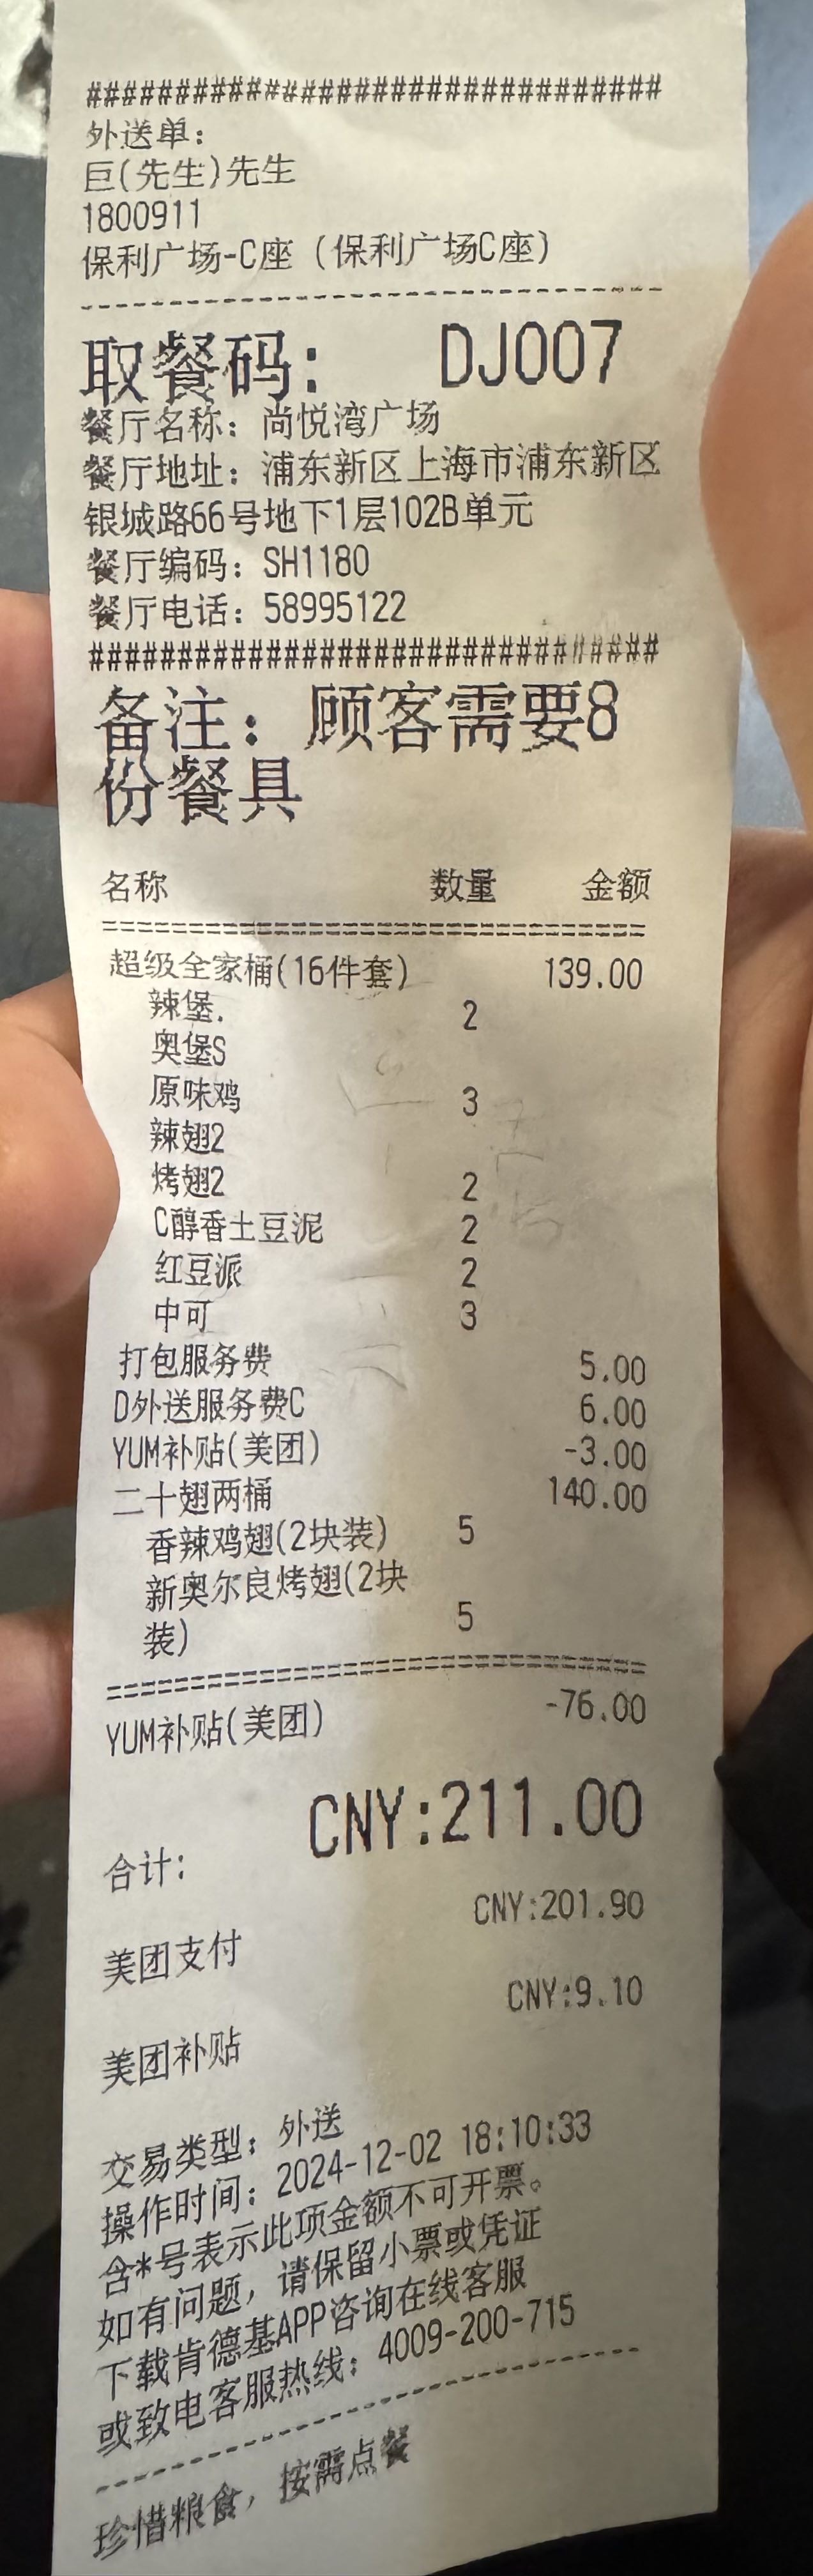 #################################
外送单:
巨(先生)先生
1800911
保利广场-C座 (保利广场C座)
---------------------------------
取餐码: DJ007
餐厅名称: 尚悦湾广场
餐厅地址: 浦东新区上海市浦东新区
银城路66号地下1层102B单元
餐厅编码: SH1180
餐厅电话: 58995122
#################################
备注: 顾客需要8
份餐具
名称 数量 金额
=================================
超级全家桶(16件套) 139.00
辣堡. 2
奥堡S
原味鸡 3
辣翅2
烤翅2 2
C醇香土豆泥 2
红豆派 2
中可 3
打包服务费 5.00
D外送服务费C 6.00
YUM补贴(美团) -3.00
二十翅两桶 140.00
香辣鸡翅(2块装) 5
新奥尔良烤翅(2块
装) 5
=================================
YUM补贴(美团) -76.00
合计: CNY:211.00
美团支付 CNY:201.90
美团补贴 CNY:9.10
交易类型: 外送
操作时间: 2024-12-02 18:10:33
含*号表示此项金额不可开票。
如有问题, 请保留小票或凭证
下载肯德基APP咨询在线客服
或致电客服热线: 4009-200-715
---------------------------------
珍惜粮食, 按需点餐